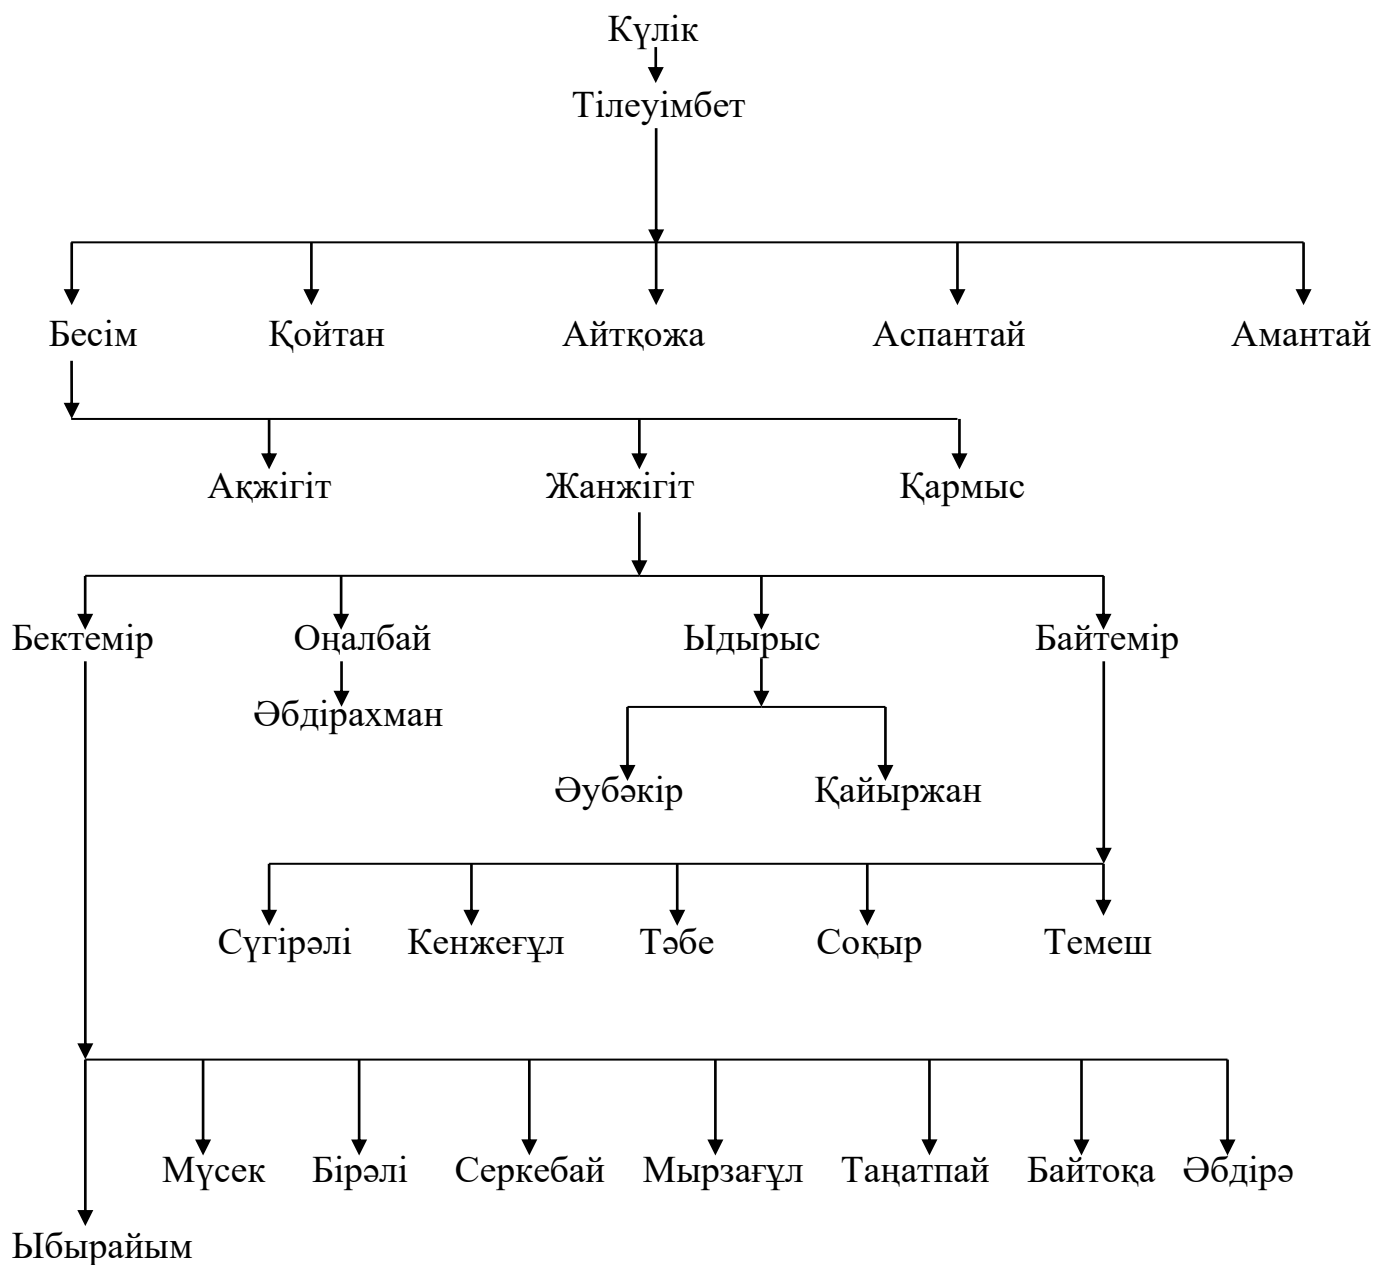 Күлік
Тілеуімбет
Бесім Қойтан Айтқожа Аспантай Амантай
Ақжігіт Жанжігіт Қармыс
Бектемір Оңалбай Ыдырыс Байтемір
Әбдірахман
Әубәкір Қайыржан
Сүгірәлі Кенжеғұл Тәбе Соқыр Темеш
Мүсек Бірәлі Серкебай Мырзағұл Таңатпай Байтоқа Әбдірә
Ыбырайым